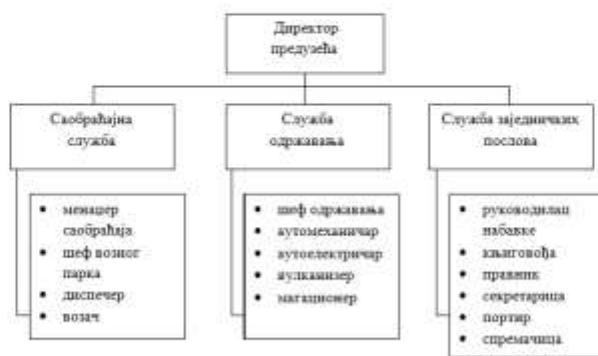 Директор
предузећа
Саобраћајна
служба
Служба
одржавања
Служба заједничких
послова
менаџер
саобраћаја
шеф возног
парка
диспечер
возач
шеф одржавања
аутомеханичар
аутоелектричар
вулканизер
магационер
руководилац
набавке
књиговођа
правник
секретарица
портир
спремачица